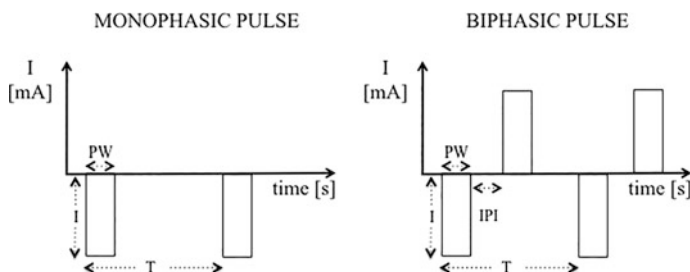 MONOPHASIC PULSE
I
[mA]
PW
time [s]
I
T
BIPHASIC PULSE
I
[mA]
PW
time [s]
I
IPI
T